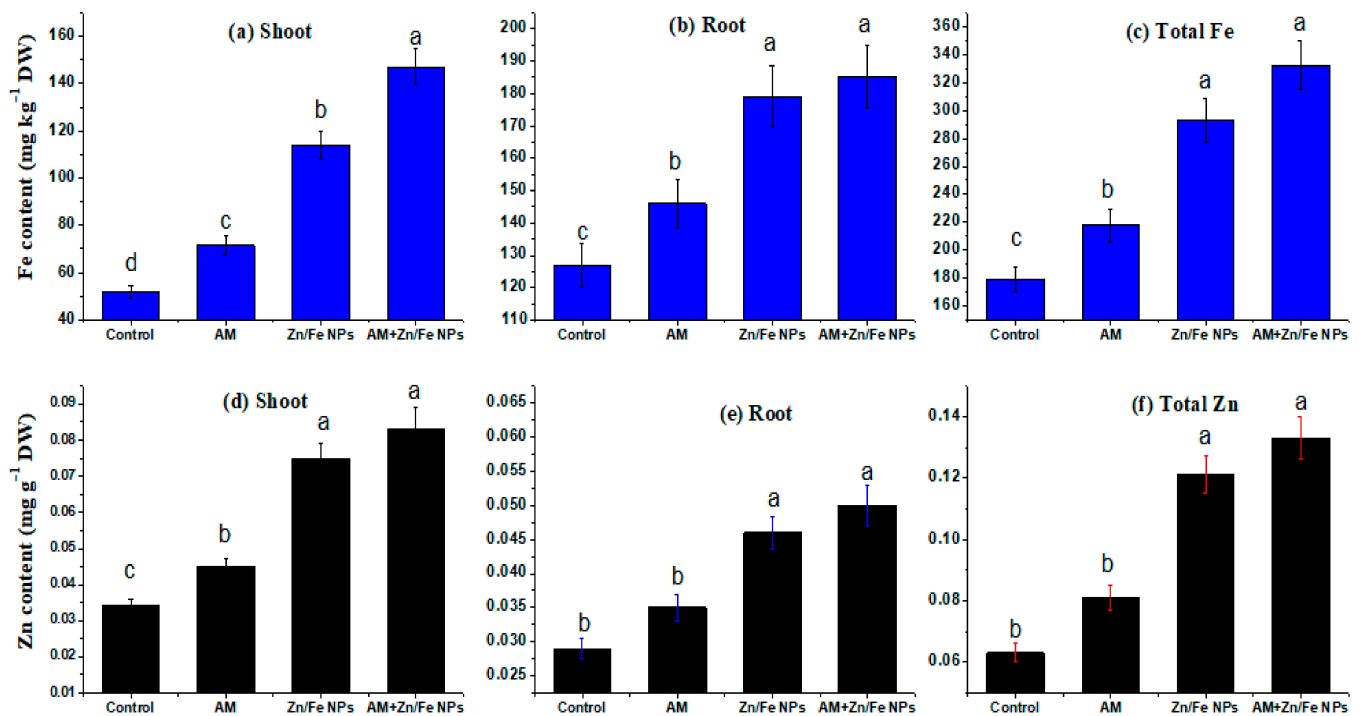 Fe content (mg kg⁻¹ DW)
(a) Shoot
160
140
120
100
80
60
40
d
c
b
a
Control
AM
Zn/Fe NPs
AM+Zn/Fe NPs
(b) Root
205
200
195
190
185
180
175
170
165
160
155
150
145
140
135
130
125
120
115
110
c
b
a
a
Control
AM
Zn/Fe NPs
AM+Zn/Fe NPs
(c) Total Fe
360
340
320
300
280
260
240
220
200
180
160
c
b
a
a
Control
AM
Zn/Fe NPs
AM+Zn/Fe NPs
Zn content (mg g⁻¹ DW)
(d) Shoot
0.09
0.08
0.07
0.06
0.05
0.04
0.03
0.02
0.01
c
b
a
a
Control
AM
Zn/Fe NPs
AM+Zn/Fe NPs
(e) Root
0.065
0.060
0.055
0.050
0.045
0.040
0.035
0.030
0.025
b
b
a
a
Control
AM
Zn/Fe NPs
AM+Zn/Fe NPs
(f) Total Zn
0.14
0.12
0.10
0.08
0.06
b
b
a
a
Control
AM
Zn/Fe NPs
AM+Zn/Fe NPs